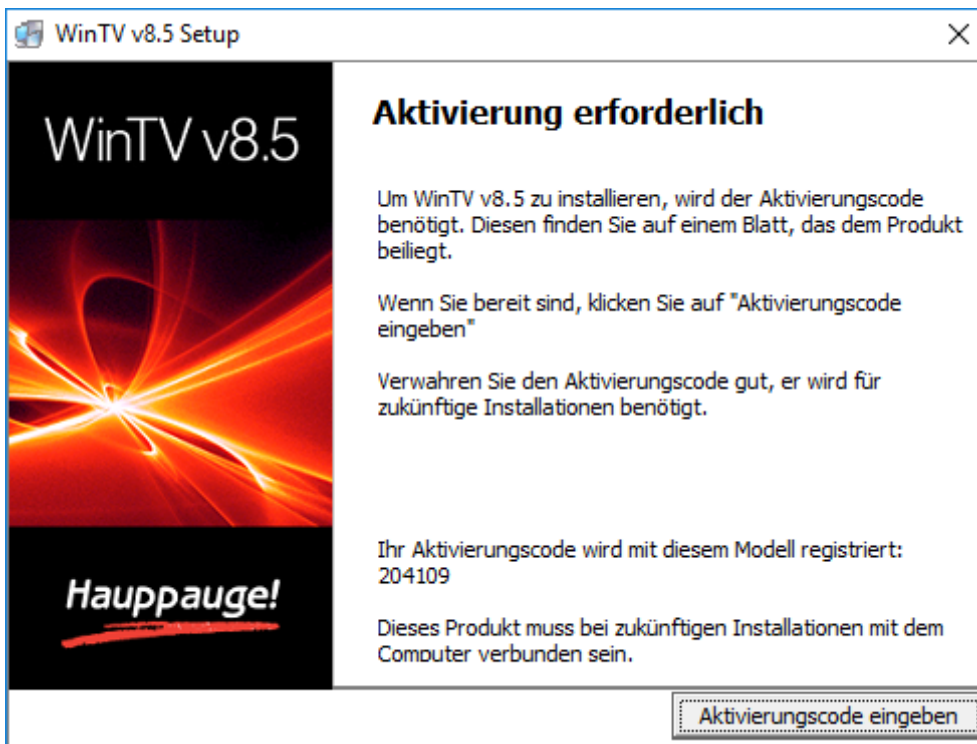 WinTV v8.5 Setup
WinTV v8.5
Aktivierung erforderlich
Um WinTV v8.5 zu installieren, wird der Aktivierungscode
benötigt. Diesen finden Sie auf einem Blatt, das dem Produkt
beiliegt.
Wenn Sie bereit sind, klicken Sie auf "Aktivierungscode
eingeben"
Verwahren Sie den Aktivierungscode gut, er wird für
zukünftige Installationen benötigt.
Ihr Aktivierungscode wird mit diesem Modell registriert:
204109
Dieses Produkt muss bei zukünftigen Installationen mit dem
Computer verbunden sein.
Hauppauge!
Aktivierungscode eingeben